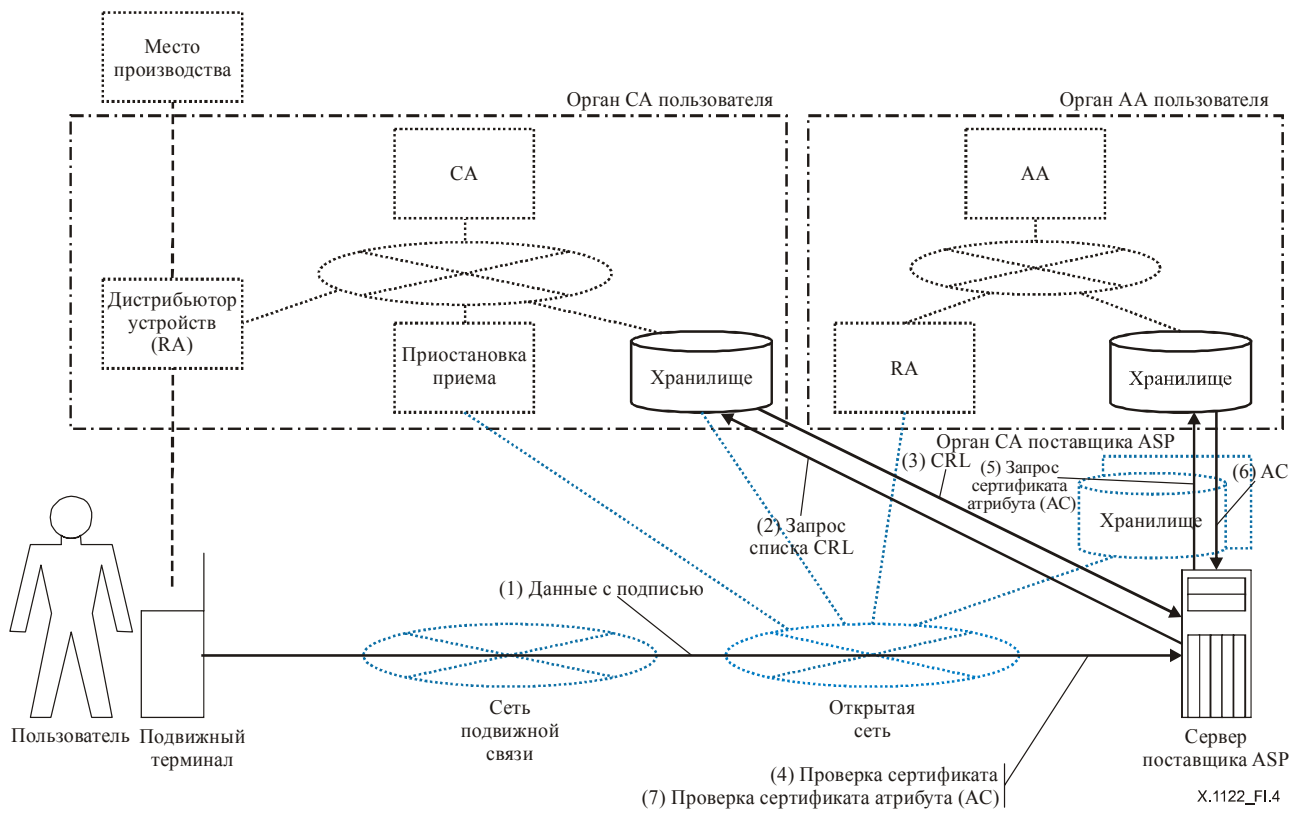 Место
производства
Орган CA пользователя
Орган AA пользователя
CA
AA
Дистрибьютор
устройств
(RA)
Приостановка
приема
Хранилище
RA
Хранилище
Орган CA поставщика ASP
(3) CRL
(5) Запрос
сертификата
атрибута (AC)
(6) AC
Хранилище
(2) Запрос
списка CRL
(1) Данные с подписью
Пользователь
Подвижный
терминал
Сеть
подвижной
связи
Открытая
сеть
Сервер
поставщика ASP
(4) Проверка сертификата
(7) Проверка сертификата атрибута (AC)
X.1122_FI.4